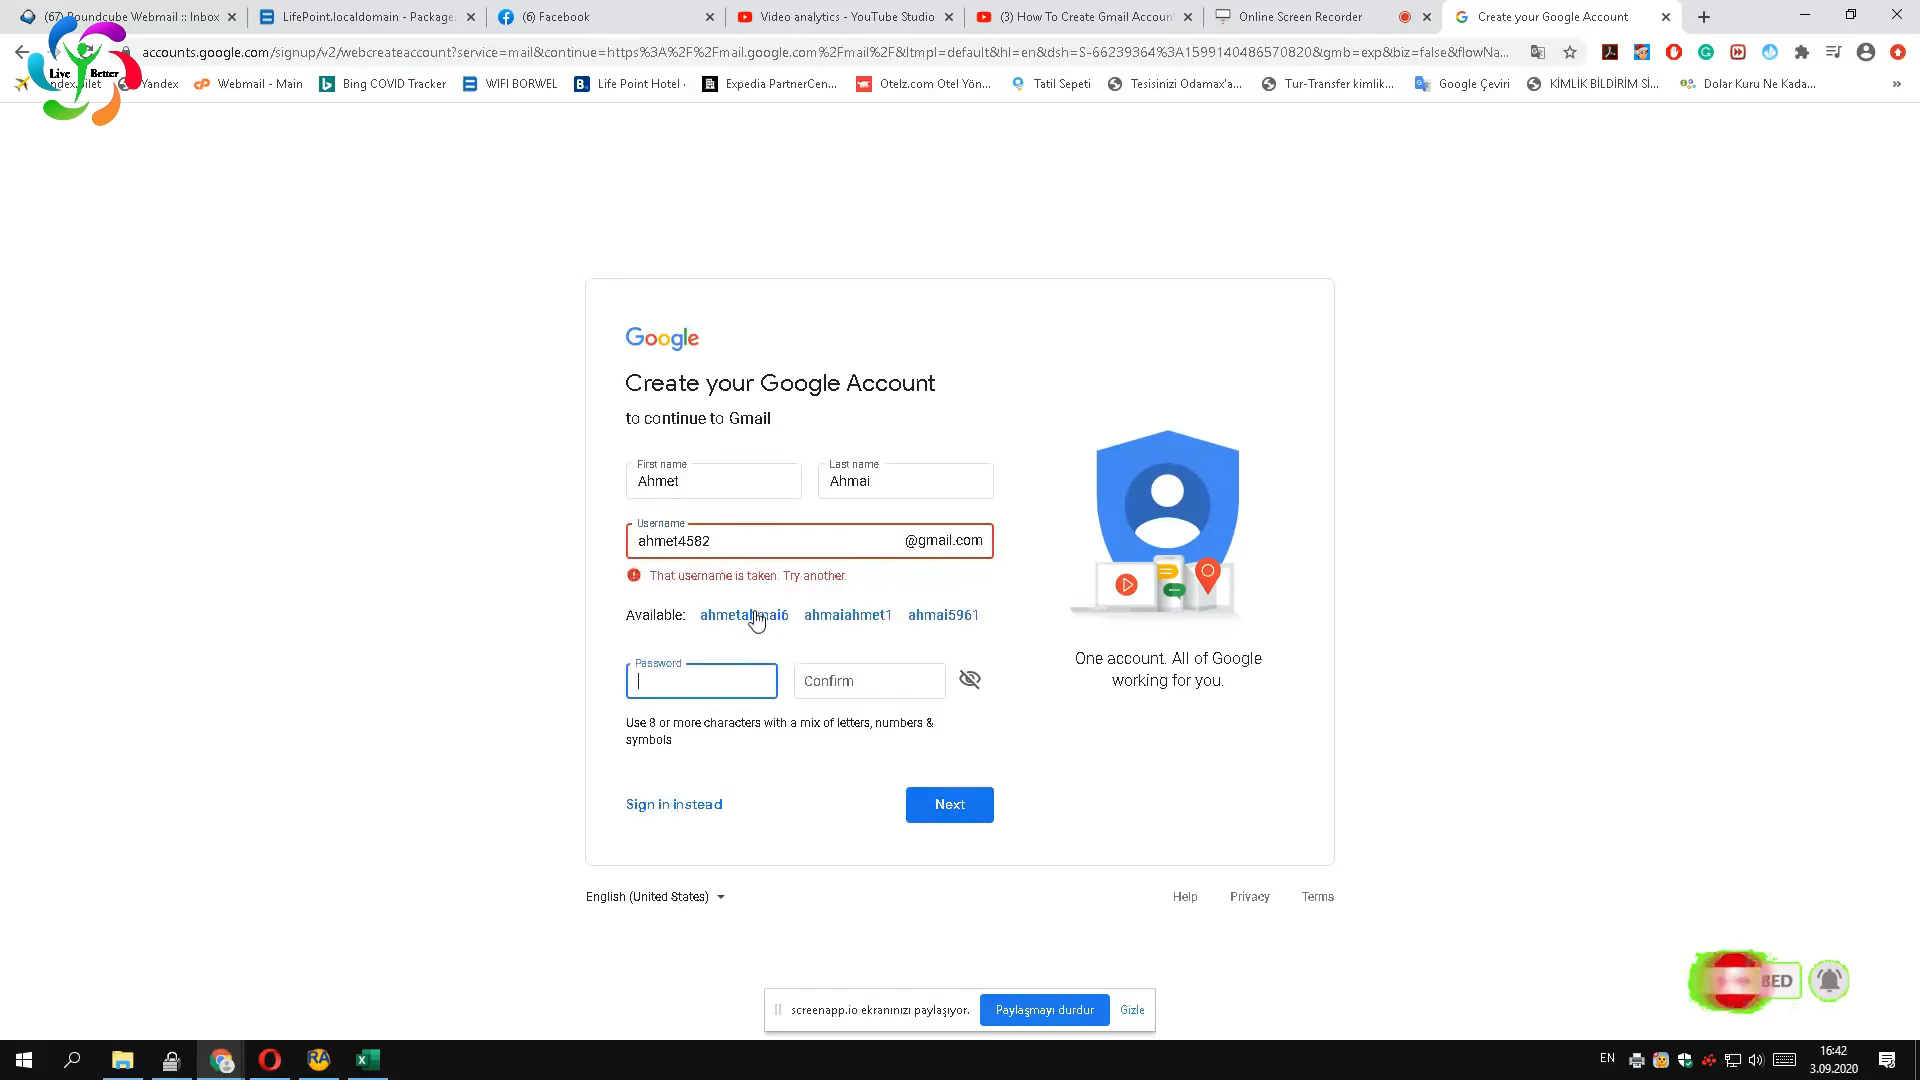 (67) Roundcube Webmail :: Inbox
LifePoint.localdomain - Package
(6) Facebook
Video analytics - YouTube Studio
(3) How To Create Gmail Accoun
Online Screen Recorder
Create your Google Account
accounts.google.com/signup/v2/webcreateaccount?service=mail&continue=https%3A%2F%2Fmail.google.com%2Fmail%2F&ltmpl=default&hl=en&dsh=S-66239364%3A1599140486570820&gmb=exp&biz=false&flowNa...
Live Better
Yandex
Webmail - Main
Bing COVID Tracker
WIFI BORWEL
Life Point Hotel ·
Expedia PartnerCen...
Otelz.com Otel Yön...
Tatil Sepeti
Tesisinizi Odamax'a...
Tur-Transfer kimlik...
Google Çeviri
KİMLİK BİLDİRİM Sİ...
Dolar Kuru Ne Kada...
Google
Create your Google Account
to continue to Gmail
First name
Last name
Ahmet
Ahmai
Username
ahmet4582
@gmail.com
That username is taken. Try another.
Available: ahmetahmai6 ahmaiahmet1 ahmai5961
Password
Confirm
Use 8 or more characters with a mix of letters, numbers &
symbols
Sign in instead
Next
One account. All of Google
working for you.
English (United States)
Help
Privacy
Terms
BED
screenapp.io ekranınızı paylaşıyor.
Paylaşmayı durdur
Gizle
RA
EN
16:42
3.09.2020